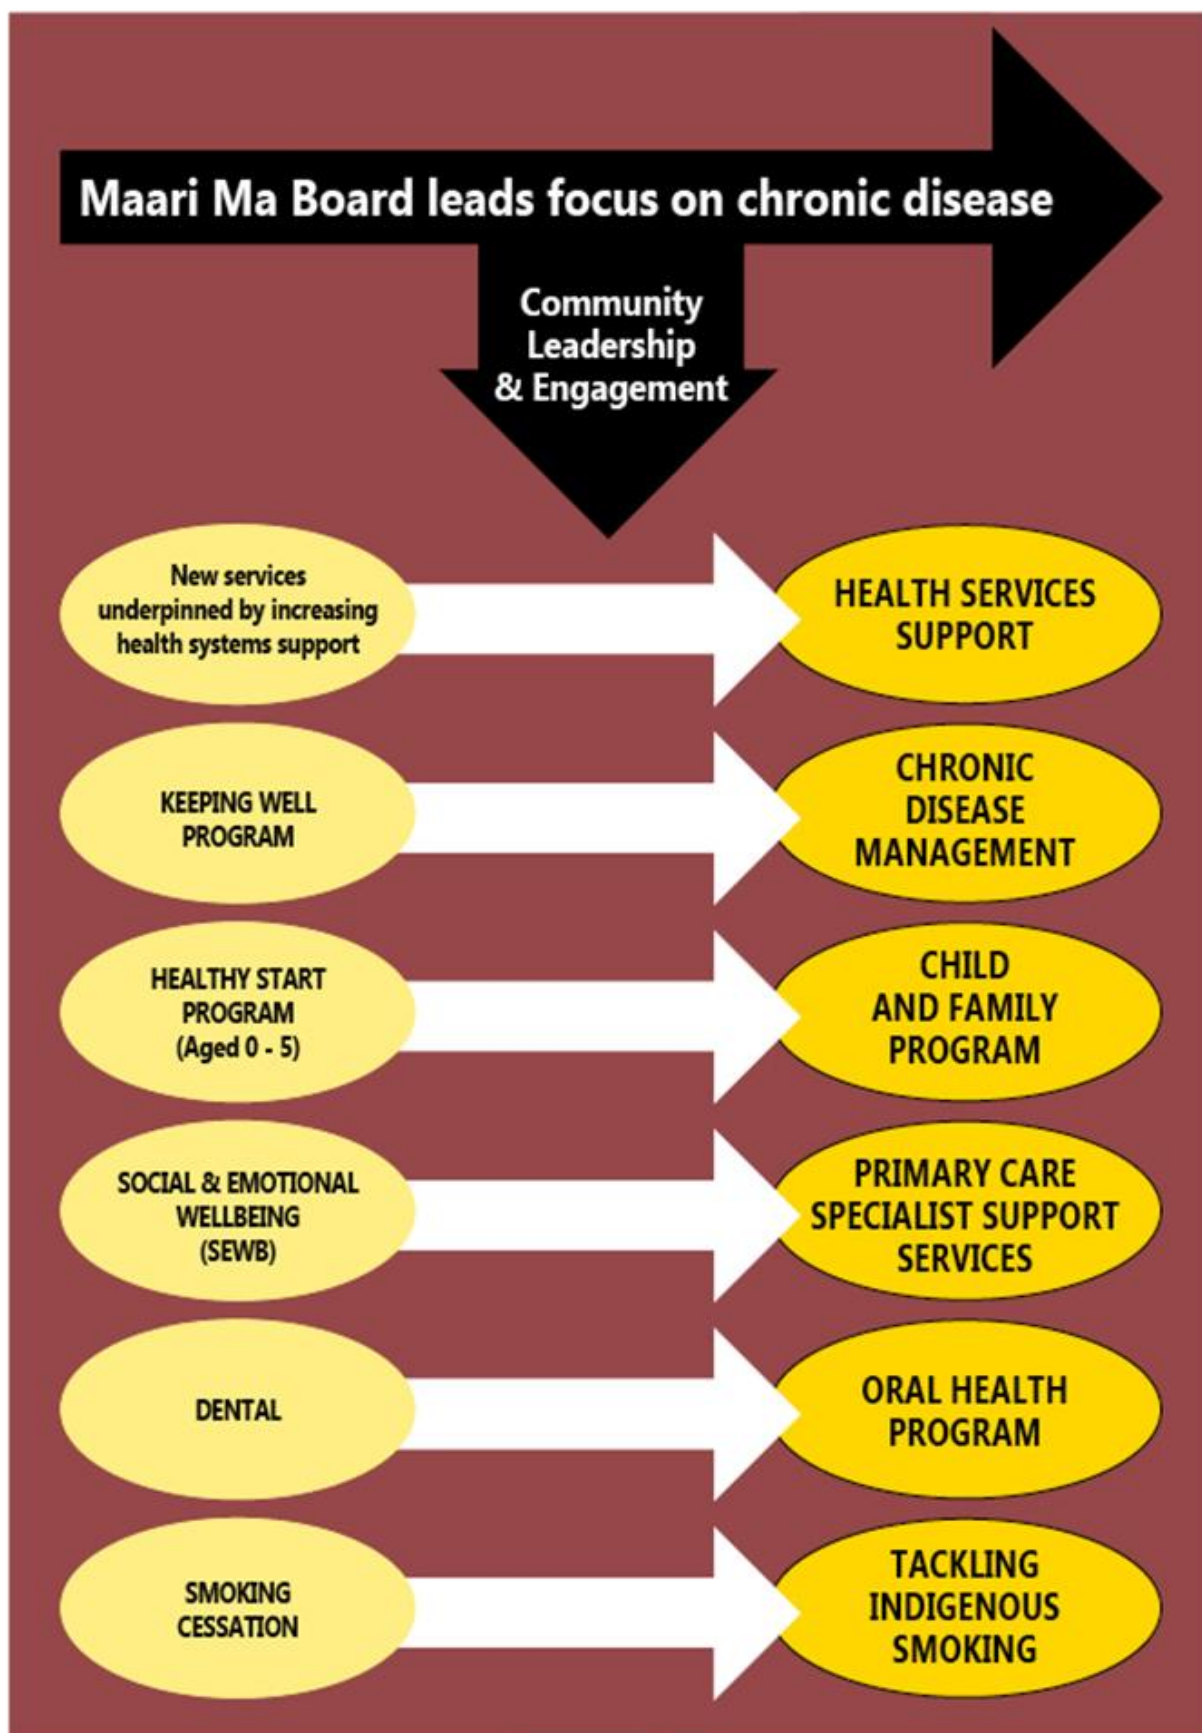 Maari Ma Board leads focus on chronic disease
Community
Leadership
& Engagement
New services
underpinned by increasing
health systems support
HEALTH SERVICES
SUPPORT
KEEPING WELL
PROGRAM
CHRONIC
DISEASE
MANAGEMENT
HEALTHY START
PROGRAM
(Aged 0 - 5)
CHILD
AND FAMILY
PROGRAM
SOCIAL & EMOTIONAL
WELLBEING
(SEWB)
PRIMARY CARE
SPECIALIST SUPPORT
SERVICES
DENTAL
ORAL HEALTH
PROGRAM
SMOKING
CESSATION
TACKLING
INDIGENOUS
SMOKING